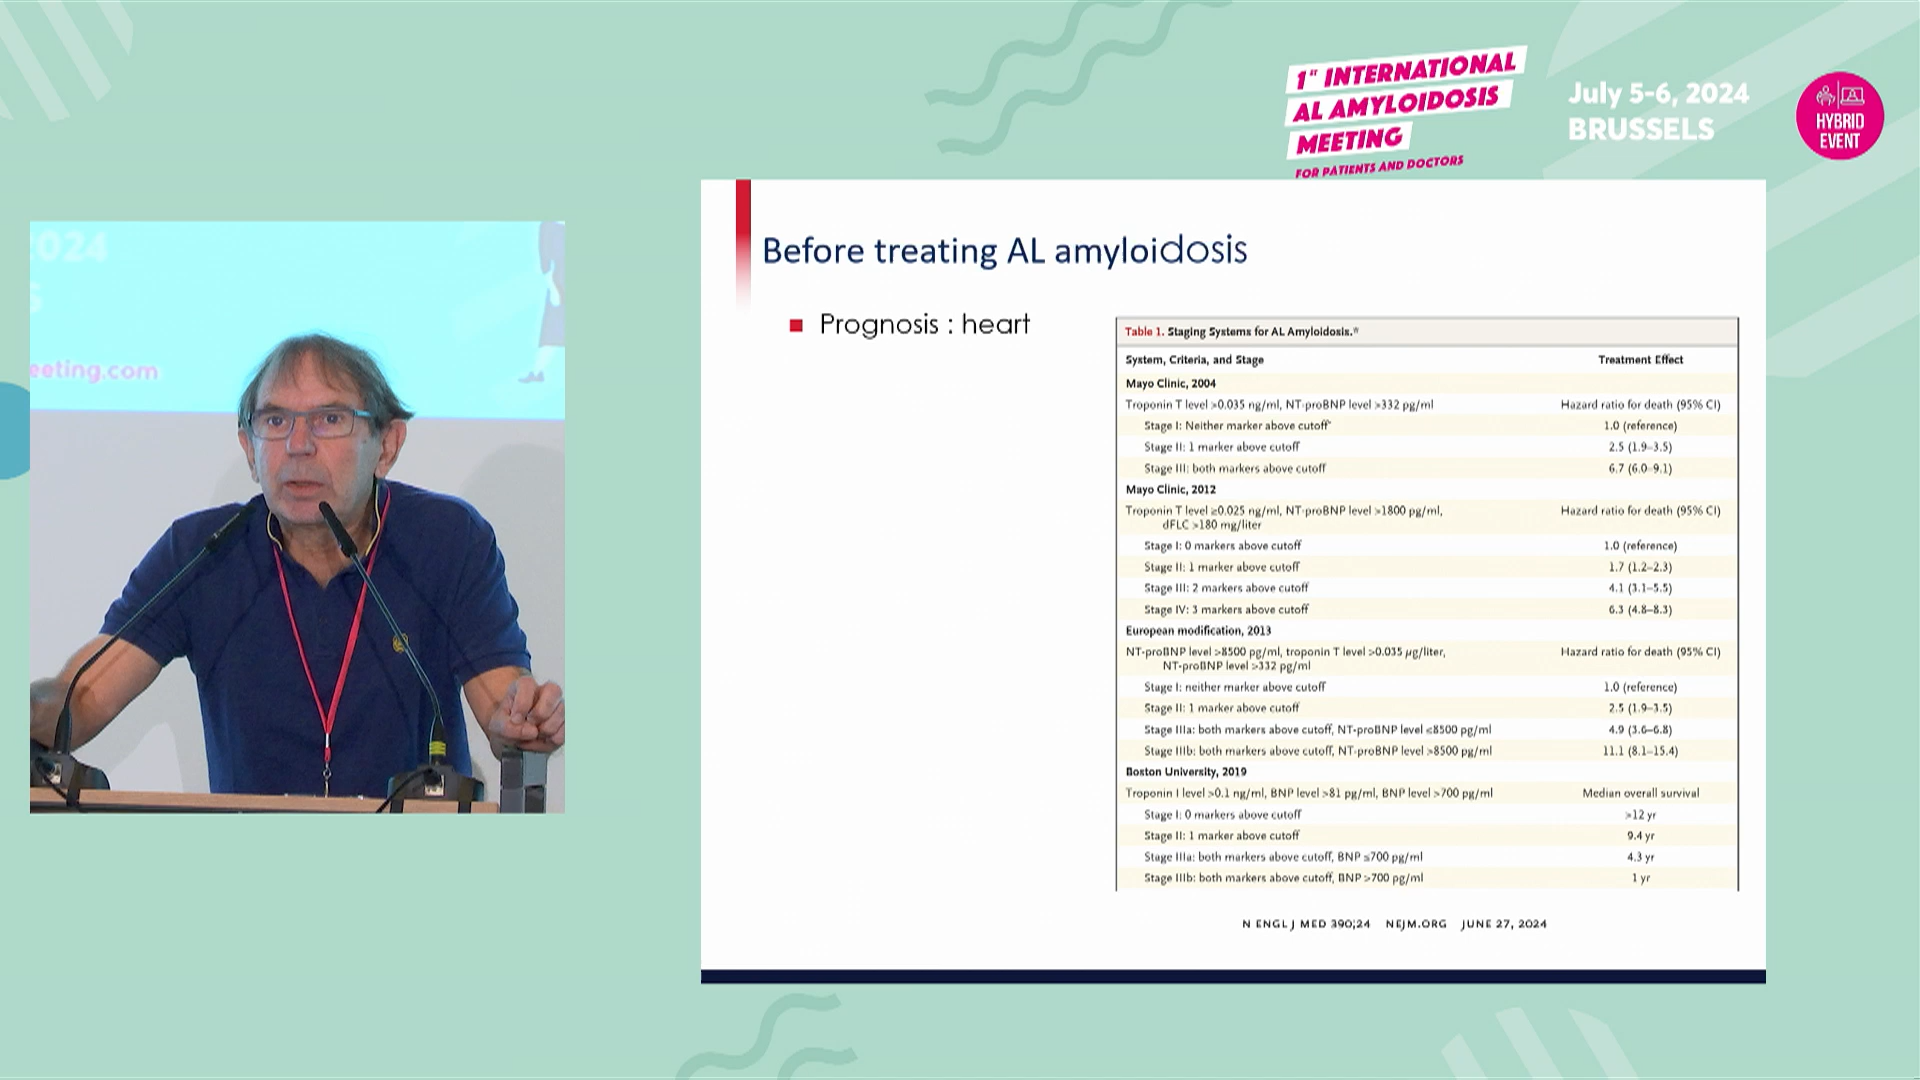 1st INTERNATIONAL
AL AMYLOIDOSIS
MEETING
FOR PATIENTS AND DOCTORS
July 5-6, 2024
BRUSSELS
HYBRID
EVENT
2024
S
eeting.com
Before treating AL amyloidosis
Prognosis : heart
Table 1. Staging Systems for AL Amyloidosis.*
System, Criteria, and Stage Treatment Effect
Mayo Clinic, 2004
Troponin T level >0.035 ng/ml, NT-proBNP level >332 pg/ml Hazard ratio for death (95% CI)
Stage I: Neither marker above cutoff 1.0 (reference)
Stage II: 1 marker above cutoff 2.5 (1.9–3.5)
Stage III: both markers above cutoff 6.7 (6.0–9.1)
Mayo Clinic, 2012
Troponin T level ≥0.025 ng/ml, NT-proBNP level >1800 pg/ml, Hazard ratio for death (95% CI)
dFLC >180 mg/liter
Stage I: 0 markers above cutoff 1.0 (reference)
Stage II: 1 marker above cutoff 1.7 (1.2–2.3)
Stage III: 2 markers above cutoff 4.1 (3.1–5.5)
Stage IV: 3 markers above cutoff 6.3 (4.8–8.3)
European modification, 2013
NT-proBNP level >8500 pg/ml, troponin T level >0.035 µg/liter, Hazard ratio for death (95% CI)
NT-proBNP level >332 pg/ml
Stage I: neither marker above cutoff 1.0 (reference)
Stage II: 1 marker above cutoff 2.5 (1.9–3.5)
Stage IIIa: both markers above cutoff, NT-proBNP level ≤8500 pg/ml 4.9 (3.6–6.8)
Stage IIIb: both markers above cutoff, NT-proBNP level >8500 pg/ml 11.1 (8.1–15.4)
Boston University, 2019
Troponin I level >0.1 ng/ml, BNP level >81 pg/ml, BNP level >700 pg/ml Median overall survival
Stage I: 0 markers above cutoff >12 yr
Stage II: 1 marker above cutoff 9.4 yr
Stage IIIa: both markers above cutoff, BNP ≤700 pg/ml 4.3 yr
Stage IIIb: both markers above cutoff, BNP >700 pg/ml 1 yr
N ENGL J MED 390;24 NEJM.ORG JUNE 27, 2024